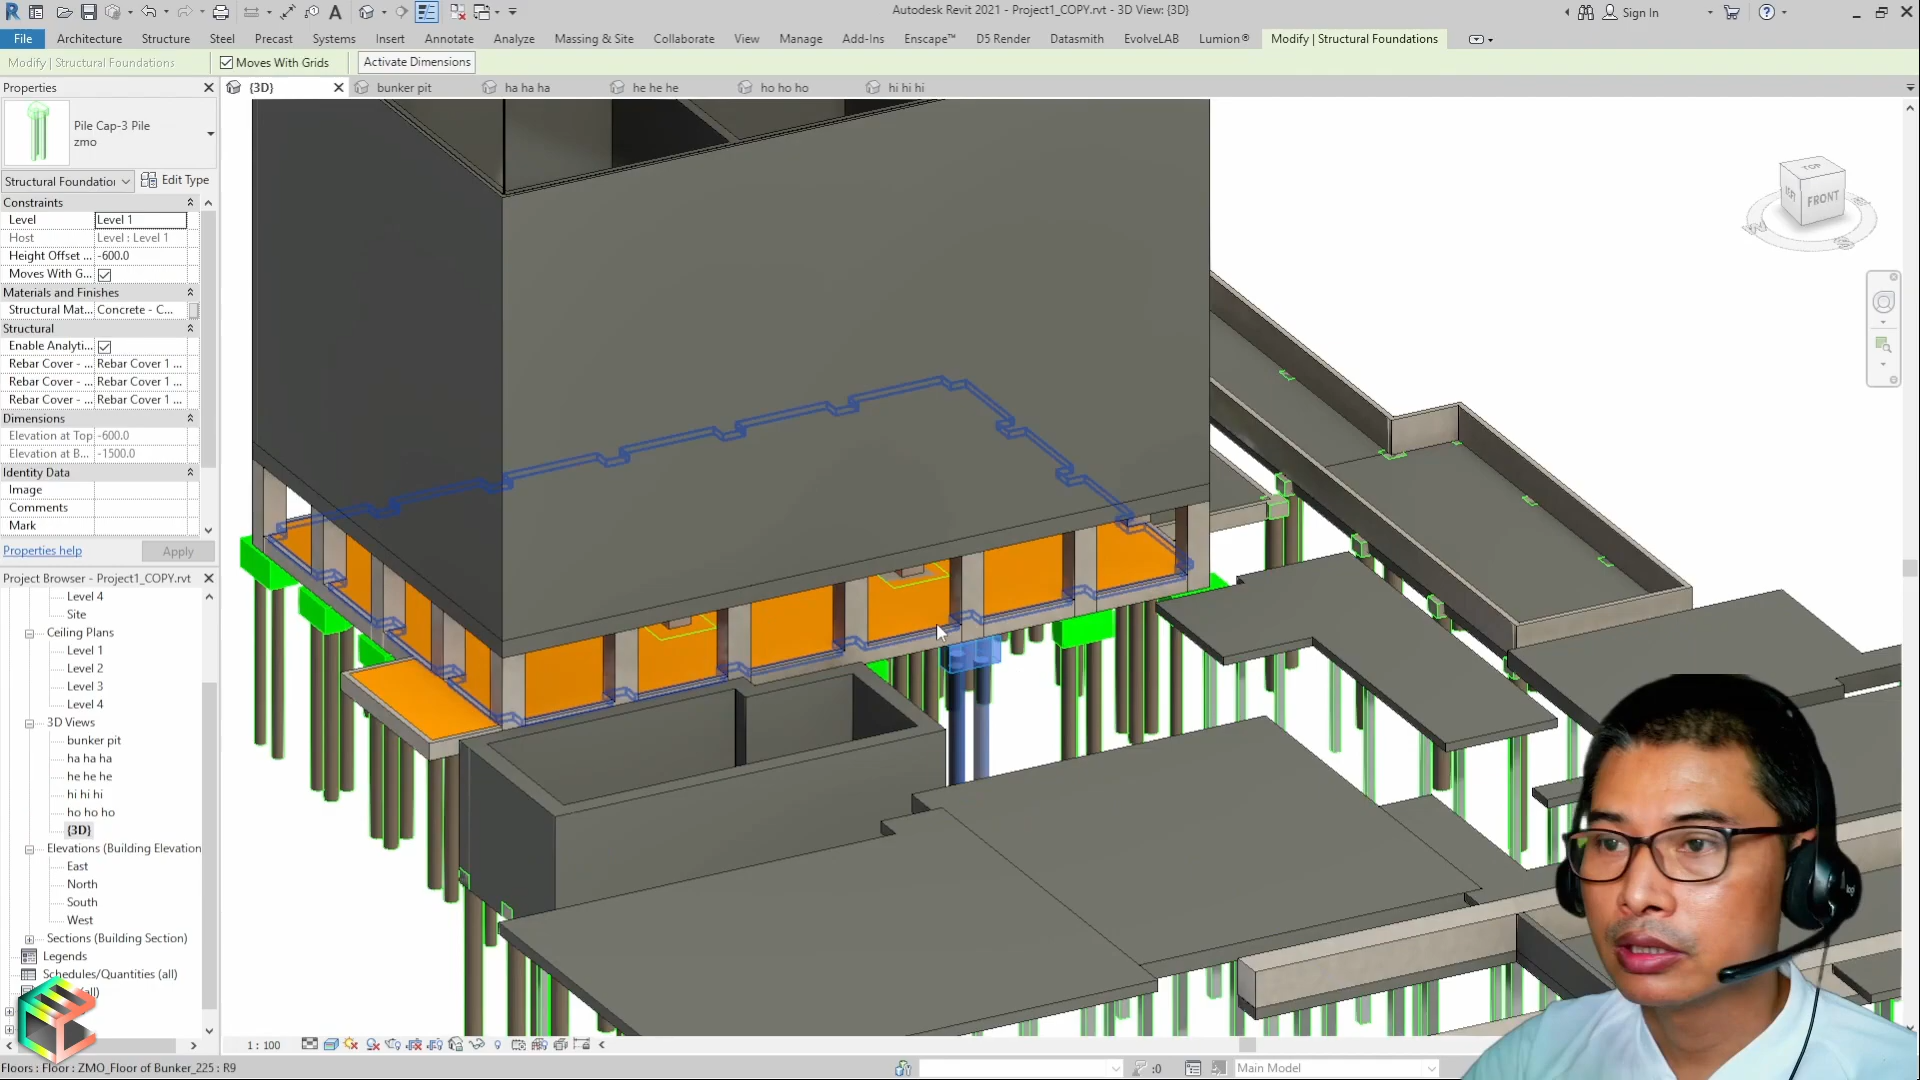 Autodesk Revit 2021 - Project1_COPY.rvt - 3D View: {3D}
Sign In
File Architecture Structure Steel Precast Systems Insert Annotate Analyze Massing & Site Collaborate View Manage Add-Ins Enscape™ D5 Render Datasmith EvolveLAB Lumion® Modify | Structural Foundations
Modify | Structural Foundations Moves With Grids Activate Dimensions
Properties
{3D} bunker pit ha ha ha he he he ho ho ho hi hi hi
Pile Cap-3 Pile
zmo
Structural Foundation Edit Type
Constraints
Level Level 1
Host Level : Level 1
Height Offset ... -600.0
Moves With G...
Materials and Finishes
Structural Mat... Concrete - C...
Structural
Enable Analyti...
Rebar Cover - ... Rebar Cover 1 ...
Rebar Cover - ... Rebar Cover 1 ...
Rebar Cover - ... Rebar Cover 1 ...
Dimensions
Elevation at Top -600.0
Elevation at B... -1500.0
Identity Data
Image
Comments
Mark
Properties help Apply
Project Browser - Project1_COPY.rvt
Level 4
Site
Ceiling Plans
Level 1
Level 2
Level 3
Level 4
3D Views
bunker pit
ha ha ha
he he he
hi hi hi
ho ho ho
{3D}
Elevations (Building Elevation
East
North
South
West
Sections (Building Section)
Legends
Schedules/Quantities (all)
TOP
FRONT
1 : 100
Floors : Floor : ZMO_Floor of Bunker_225 : R9
:0
Main Model